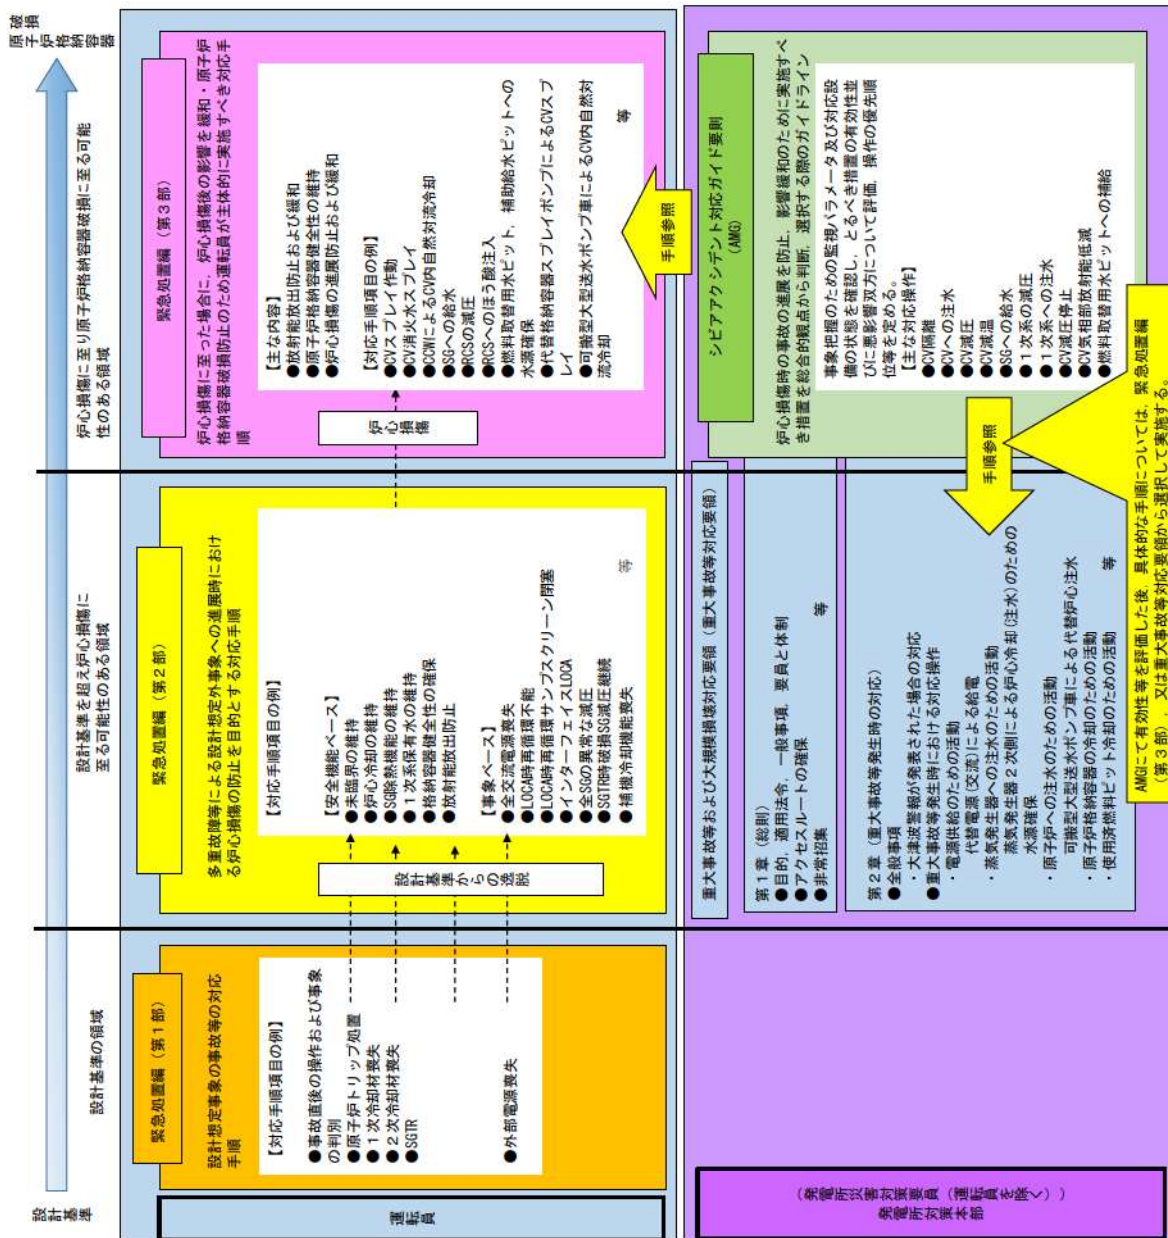 設計基準
原子炉格納容器
破損
設計基準の領域
設計基準を超え炉心損傷に
至る可能性のある領域
炉心損傷に至り原子炉格納容器破損に至る可能
性のある領域
運転員
緊急処置編（第１部）
設計想定事象の事故等の対応
手順
【対応手順項目の例】
●事故直後の操作および事象
の判別
●原子炉トリップ処置
●１次冷却材喪失
●２次冷却材喪失
●SGTR
●外部電源喪失
設計基準からの逸脱
緊急処置編（第２部）
多重故障等による設計想定外事象への進展時におけ
る炉心損傷の防止を目的とする対応手順
【対応手順項目の例】
【安全機能ベース】
●未臨界の維持
●炉心冷却の維持
●SG除熱機能の維持
●１次系保有水の維持
●格納容器健全性の確保
●放射能放出防止
【事象ベース】
●全交流電源喪失
●LOCA時再循環不能
●LOCA時再循環サンプスクリーン閉塞
●インターフェイスLOCA
●全SGの異常な減圧
●SGTR時破損SG減圧継続
●補機冷却機能喪失
等
炉心損傷
緊急処置編（第３部）
炉心損傷に至った場合に、炉心損傷後の影響を緩和・原子炉
格納容器破損防止のため運転員が主体的に実施すべき対応手
順
【主な内容】
●放射能放出防止および緩和
●原子炉格納容器健全性の維持
●炉心損傷の進展防止および緩和
【対応手順項目の例】
●CVスプレイ作動
●CV消火水スプレイ
●CCWによるCV内自然対流冷却
●SGへの給水
●RCSの減圧
●RCSへのほう酸注入
●燃料取替用水ピット、補助給水ピットへの
水源確保
●代替格納容器スプレイポンプによるCVスプ
レイ
●可搬型大型送水ポンプ車によるCV内自然対
流冷却
等
手順参照
（発電所災害対策要員（運転員を除く））
発電所対策本部
重大事故等および大規模損壊対応要領（重大事故等対応要領）
第１章（総則）
●目的，適用法令，一般事項，要員と体制
●アクセスルートの確保
●非常招集
等
第２章（重大事故等発生時の対応）
●全般事項
・大津波警報が発表された場合の対応
●重大事故等発生時における対応操作
・電源供給のための活動
代替電源(交流)による給電
・蒸気発生器への注水のための活動
蒸気発生器２次側による炉心冷却(注水)のための
水源確保
・原子炉への注水のための活動
可搬型大型送水ポンプ車による代替炉心注水
・原子炉格納容器の冷却のための活動
・使用済燃料ピット冷却のための活動
等
手順参照
シビアアクシデント対応ガイド要則
(AMG)
炉心損傷時の事故の進展を防止，影響緩和のために実施すべ
き措置を総合的観点から判断，選択する際のガイドライン
事象把握のための監視パラメータ及び対応設
備の状態を確認し，とるべき措置の有効性並
びに悪影響双方について評価，操作の優先順
位等を定める。
【主な対応操作】
●CV隔離
●CVへの注水
●CV減圧
●CV減温
●SGへの給水
●１次系の減圧
●１次系への注水
●CV減圧停止
●CV気相部放射能低減
●燃料取替用水ピットへの補給
AMGにて有効性等を評価した後，具体的な手順については，緊急処置編
（第３部），又は重大事故等対応要領から選択して実施する。